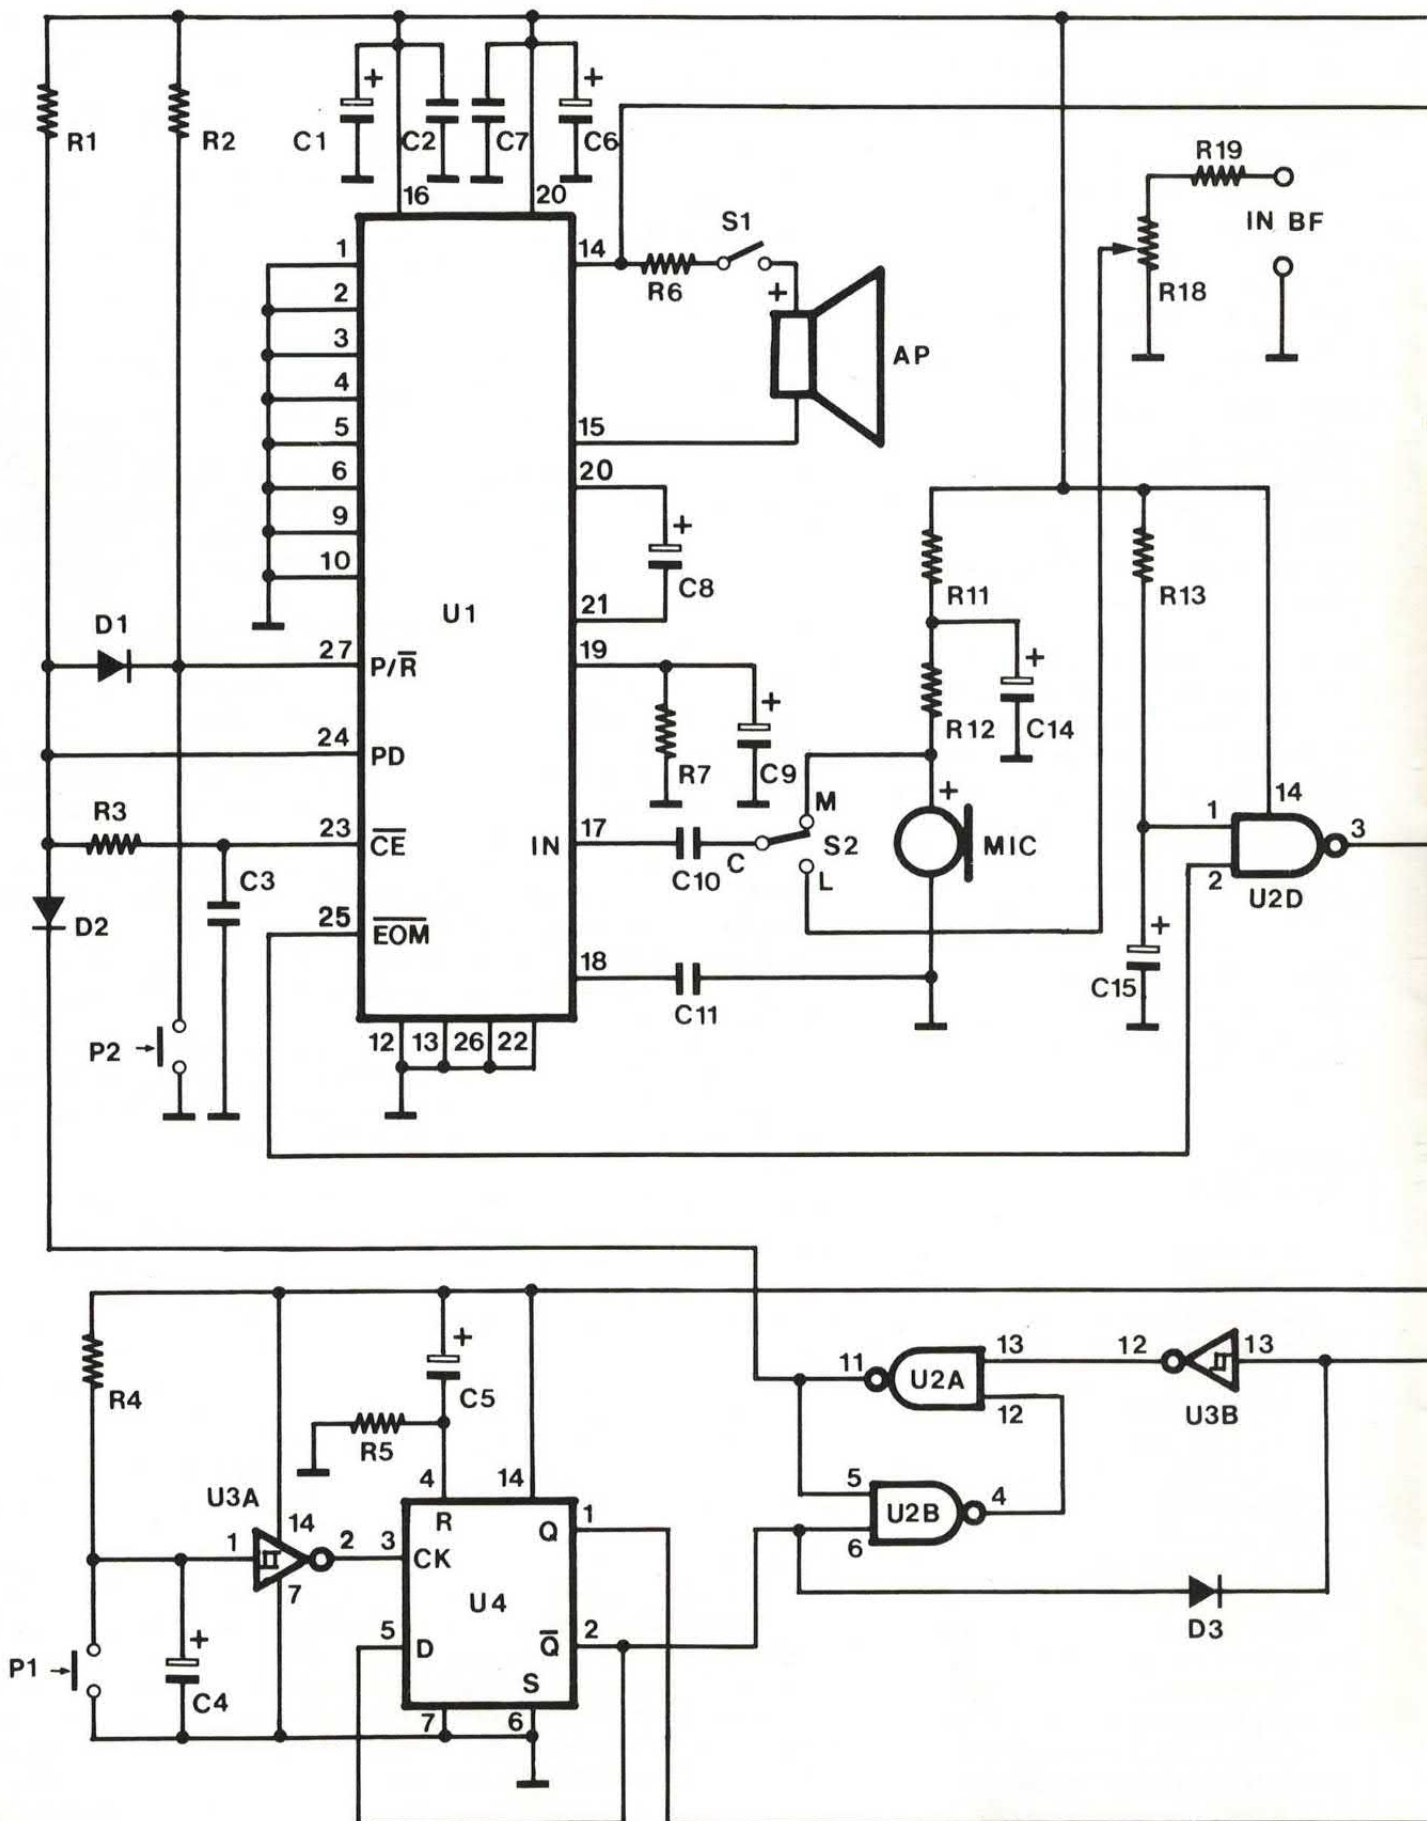 R1
R2
+
C1
C2
C7
+
C6
16
20
R19
IN BF
R18
S1
14
R6
+
AP
1
2
3
4
5
6
9
10
15
20
+
C8
21
U1
D1
27
P/R̅
19
+
R7
C9
R11
+
R12
C14
R13
24
PD
R3
23
C̅E̅
C3
IN
17
C10
C
M
S2
L
+
MIC
1
14
3
2
U2D
D2
25
E̅O̅M̅
18
C11
+
C15
12
13
26
22
P2
R4
+
C5
R5
11
U2A
13
12
12
13
U3B
U3A
4
14
5
U2B
4
6
1
14
2
7
3
R
Q
1
CK
U4
5
D
Q̅
2
S
D3
P1
+
C4
7
6